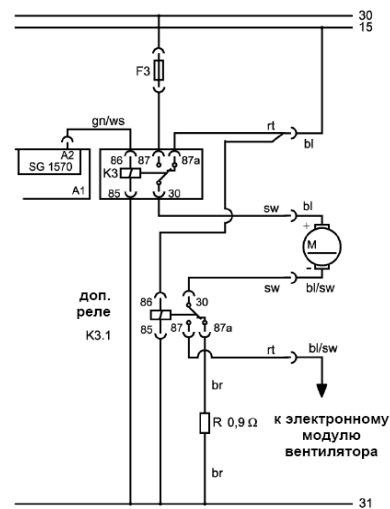 30
15
F3
gn/ws
A2
SG 1570
A1
86 87 87a
K3
85 30
rt
bl
sw bl
+
M
-
sw bl/sw
доп.
реле
K3.1
86 30
85 87 87a
rt bl/sw
br
к электронному
модулю
вентилятора
R 0,9 Ω
br
31